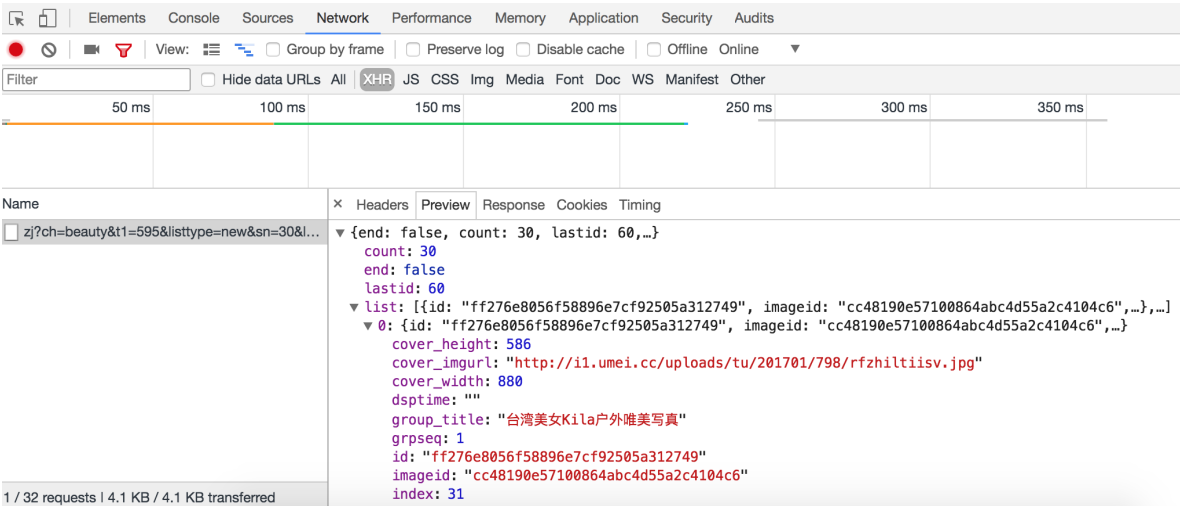 Elements Console Sources Network Performance Memory Application Security Audits
View: Group by frame Preserve log Disable cache Offline Online ▼
Filter Hide data URLs All XHR JS CSS Img Media Font Doc WS Manifest Other
50 ms 100 ms 150 ms 200 ms 250 ms 300 ms 350 ms
Name
zj?ch=beauty&t1=595&listtype=new&sn=30&l…
1 / 32 requests | 4.1 KB / 4.1 KB transferred
× Headers Preview Response Cookies Timing
▼{end: false, count: 30, lastid: 60,…}
count: 30
end: false
lastid: 60
▼list: [{id: "ff276e8056f58896e7cf92505a312749", imageid: "cc48190e57100864abc4d55a2c4104c6",…},…]
▼0: {id: "ff276e8056f58896e7cf92505a312749", imageid: "cc48190e57100864abc4d55a2c4104c6",…}
cover_height: 586
cover_imgurl: "http://i1.umei.cc/uploads/tu/201701/798/rfzhiltiisv.jpg"
cover_width: 880
dsptime: ""
group_title: "台湾美女Kila户外唯美写真"
grpseq: 1
id: "ff276e8056f58896e7cf92505a312749"
imageid: "cc48190e57100864abc4d55a2c4104c6"
index: 31